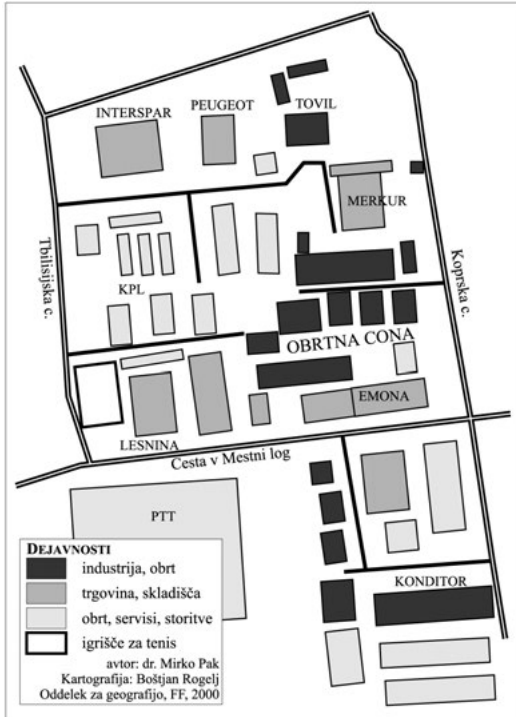 INTERSPAR
PEUGEOT
TOVIL
MERKUR
Tbilisijska c.
KPL
Koprska c.
OBRTNA CONA
EMONA
LESNINA
Cesta v Mestni log
PTT
KONDITOR
DEJAVNOSTI
industrija, obrt
trgovina, skladišča
obrt, servisi, storitve
igrišče za tenis
avtor: dr. Mirko Pak
Kartografija: Boštjan Rogelj
Oddelek za geografijo, FF, 2000